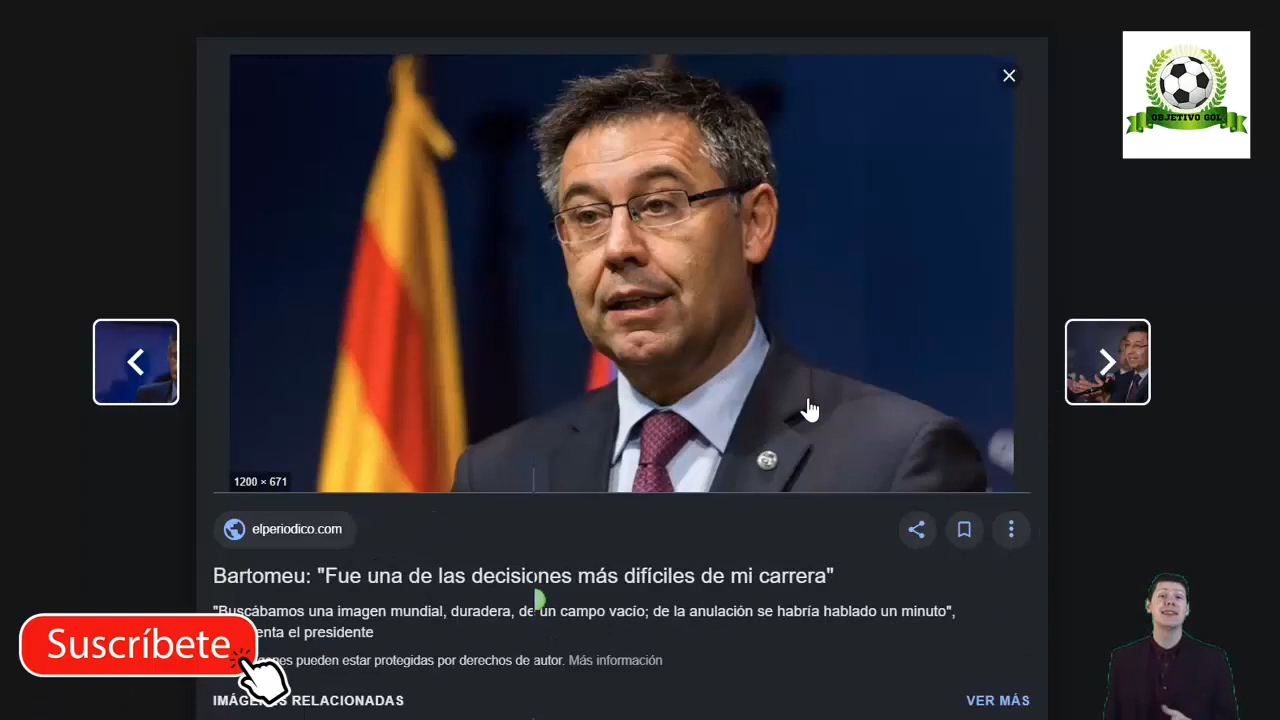 OBJETIVO GOL
1200 × 671
elperiodico.com
Bartomeu: "Fue una de las decisiones más difíciles de mi carrera"
"Buscábamos una imagen mundial, duradera, de un campo vacío; de la anulación se habría hablado un minuto",
enta el presidente
Suscríbete
enes pueden estar protegidas por derechos de autor. Más información
IMÁGENES RELACIONADAS
VER MÁS